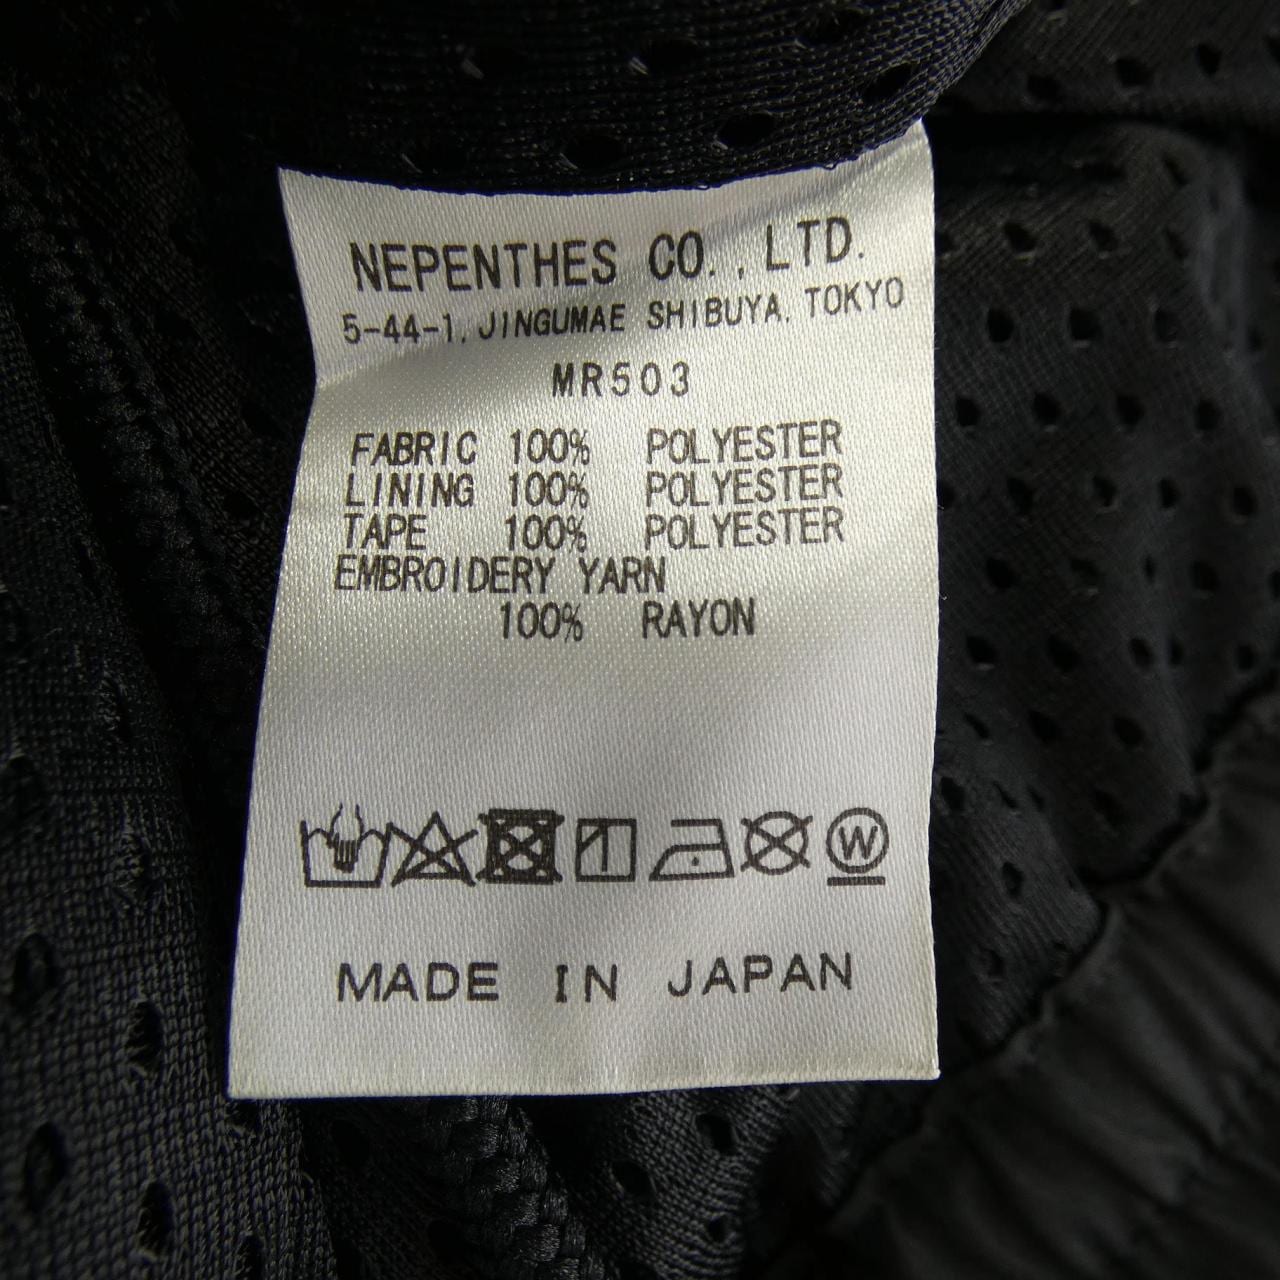 NEPENTHES CO., LTD.
5-44-1, JINGUMAE SHIBUYA, TOKYO
MR503
FABRIC 100% POLYESTER
LINING 100% POLYESTER
TAPE 100% POLYESTER
EMBROIDERY YARN
100% RAYON
W
MADE IN JAPAN